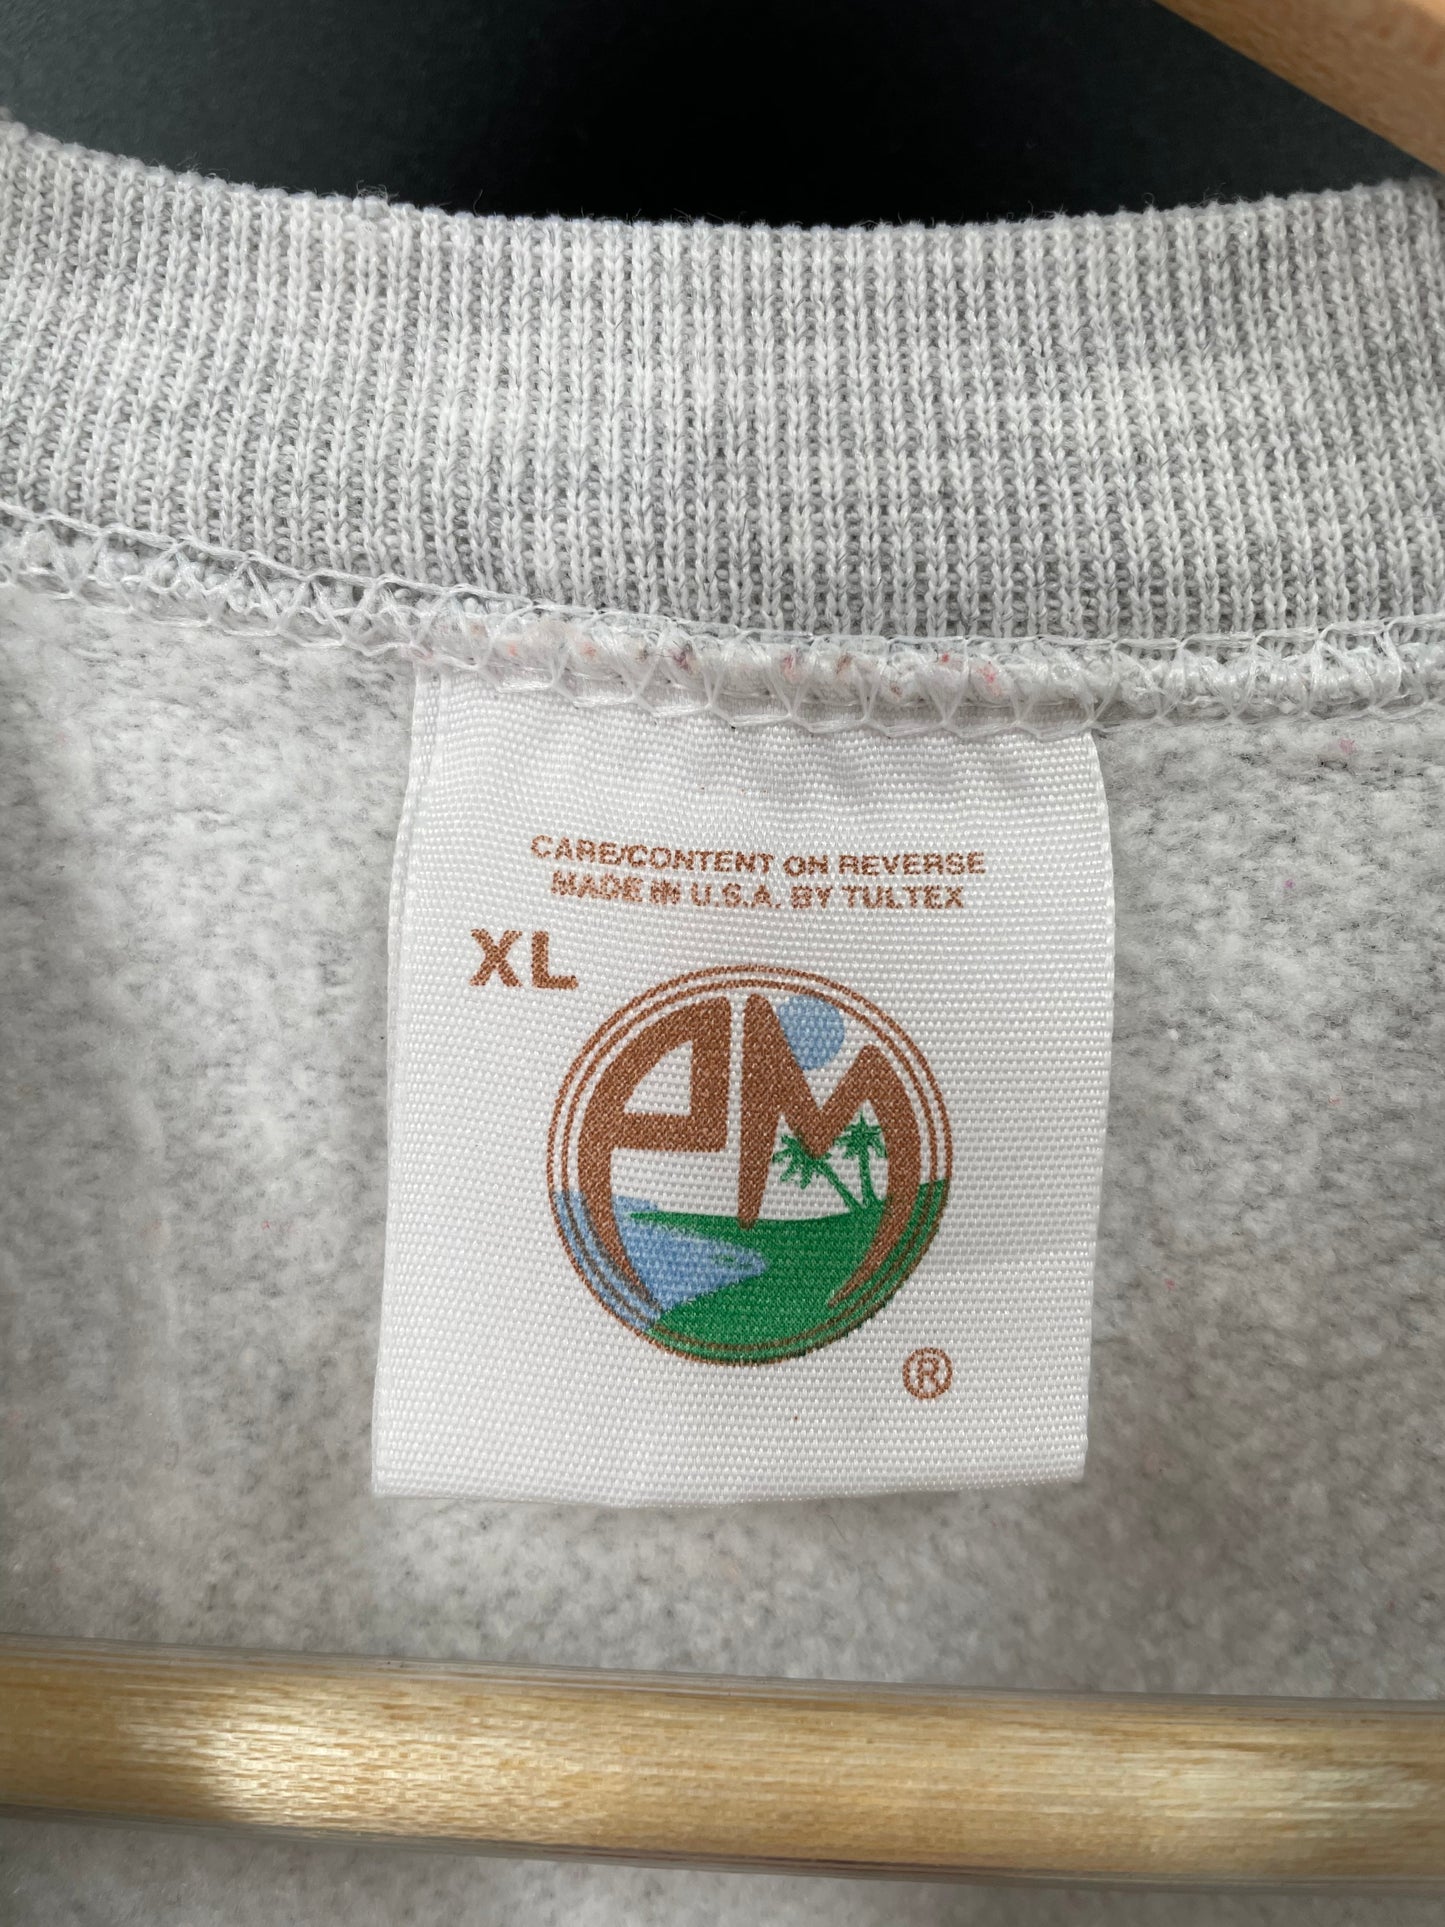 CARE/CONTENT ON REVERSE
MADE IN U.S.A. BY TULTEX
XL
PM
®